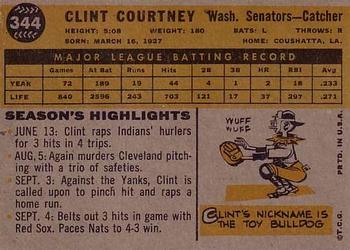 344
CLINT COURTNEY Wash. Senators—Catcher
HEIGHT: 5:08 WEIGHT: 180 BATS: L THROWS: R
BORN: MARCH 16, 1927 HOME: COUSHATTA, LA.
MAJOR LEAGUE BATTING RECORD
Games At Bat Runs Hits 2B 3B H.R. R.B.I. B. Avg.
YEAR 72 189 19 44 4 1 2 18 .233
LIFE 840 2596 243 703 121 17 37 297 .271
SEASON'S HIGHLIGHTS
• JUNE 13: Clint raps Indians' hurlers for
3 hits in 4 trips.
• AUG. 5: Again murders Cleveland pitch-
ing with a trio of safeties.
• SEPT. 3: Against the Yanks, Clint is
called upon to pinch hit and raps a
home run.
• SEPT. 4: Belts out 3 hits in game with
Red Sox. Paces Nats to 4-3 win.
WUFF
WUFF
CLINT'S NICKNAME IS
THE TOY BULLDOG
©T.C.G. PRTD. IN U.S.A.